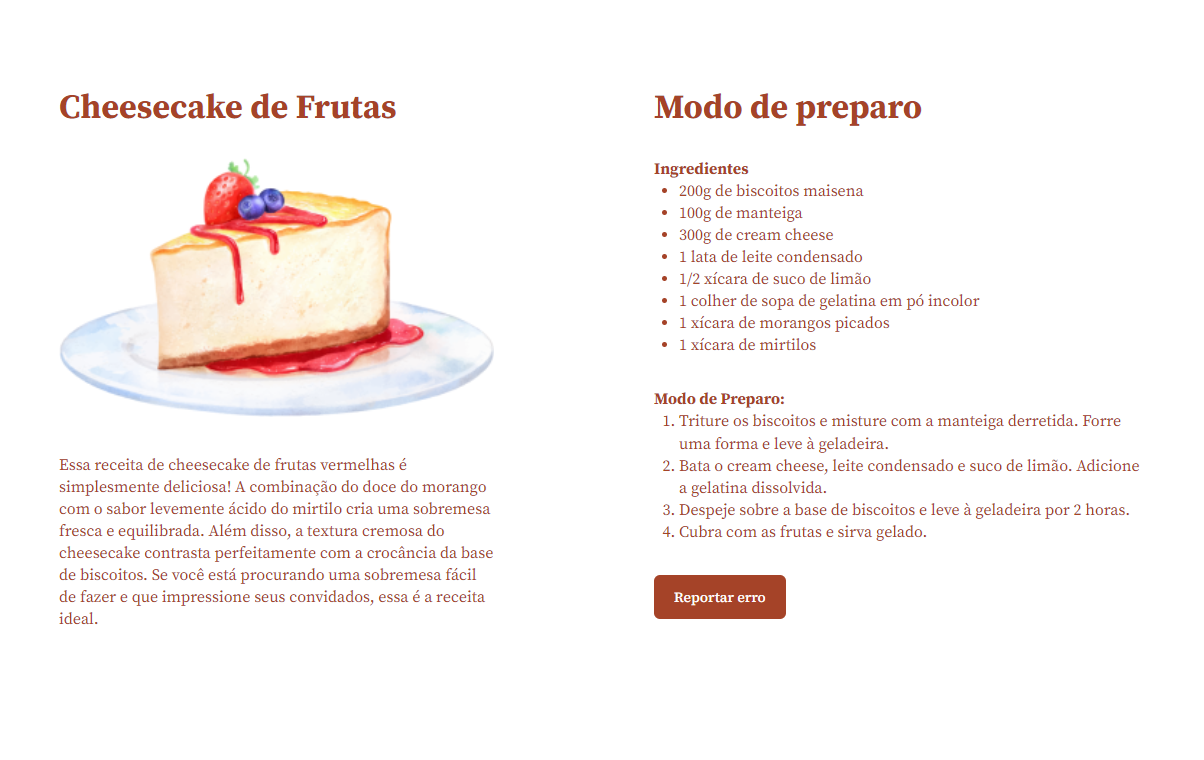 Cheesecake de Frutas
Essa receita de cheesecake de frutas vermelhas é
simplesmente deliciosa! A combinação do doce do morango
com o sabor levemente ácido do mirtilo cria uma sobremesa
fresca e equilibrada. Além disso, a textura cremosa do
cheesecake contrasta perfeitamente com a crocância da base
de biscoitos. Se você está procurando uma sobremesa fácil
de fazer e que impressione seus convidados, essa é a receita
ideal.
Modo de preparo
Ingredientes
• 200g de biscoitos maisena
• 100g de manteiga
• 300g de cream cheese
• 1 lata de leite condensado
• 1/2 xícara de suco de limão
• 1 colher de sopa de gelatina em pó incolor
• 1 xícara de morangos picados
• 1 xícara de mirtilos
Modo de Preparo:
1. Triture os biscoitos e misture com a manteiga derretida. Forre
uma forma e leve à geladeira.
2. Bata o cream cheese, leite condensado e suco de limão. Adicione
a gelatina dissolvida.
3. Despeje sobre a base de biscoitos e leve à geladeira por 2 horas.
4. Cubra com as frutas e sirva gelado.
Reportar erro